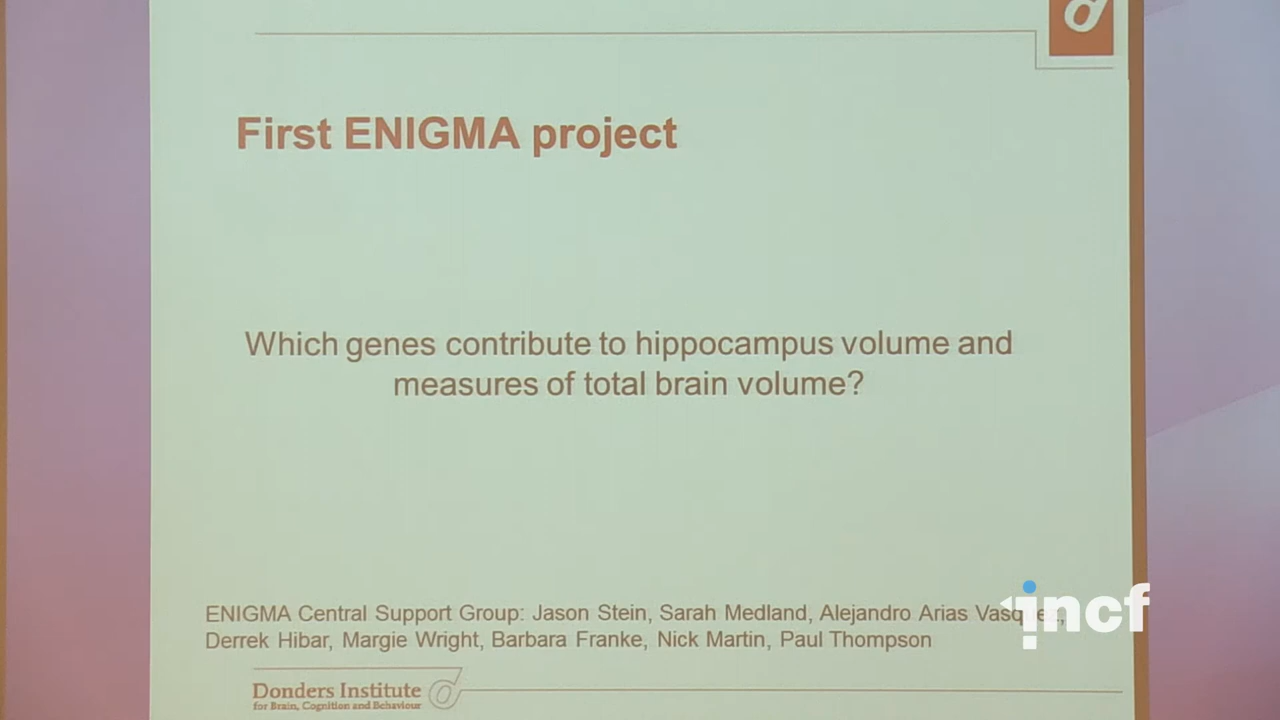 First ENIGMA project
Which genes contribute to hippocampus volume and
measures of total brain volume?
ENIGMA Central Support Group: Jason Stein, Sarah Medland, Alejandro Arias Vasquez,
Derrek Hibar, Margie Wright, Barbara Franke, Nick Martin, Paul Thompson
incf
Donders Institute
for Brain, Cognition and Behaviour